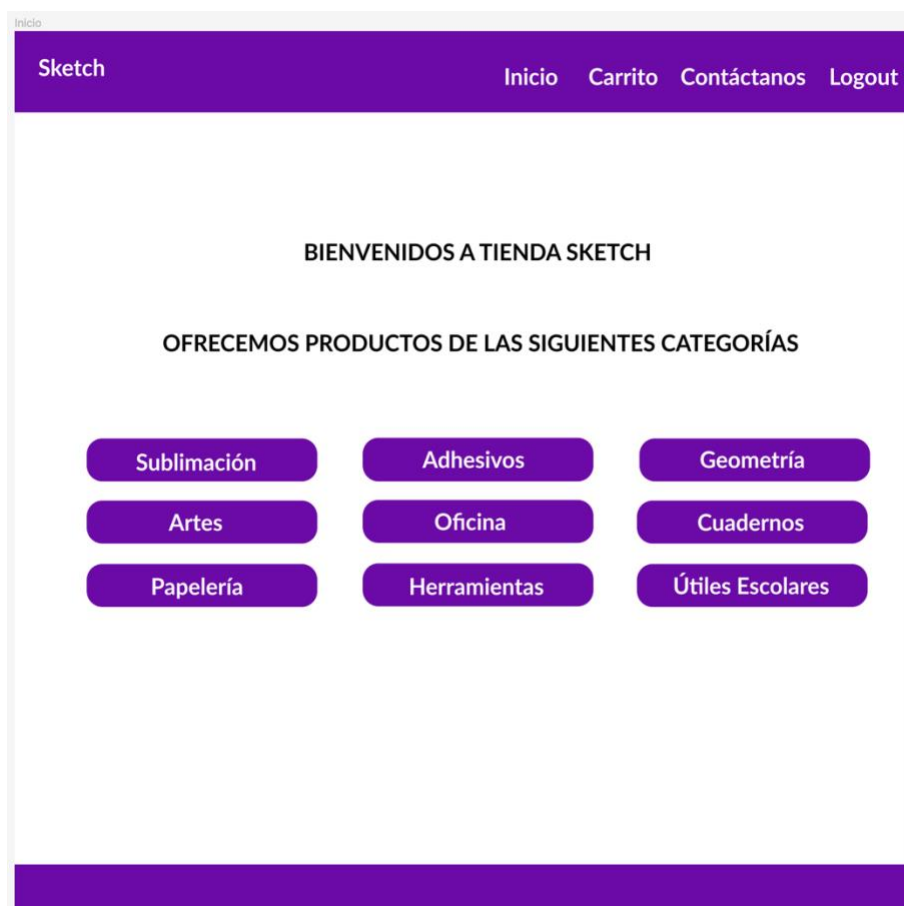 Inicio
Sketch
Inicio Carrito Contáctanos Logout
BIENVENIDOS A TIENDA SKETCH
OFRECEMOS PRODUCTOS DE LAS SIGUIENTES CATEGORÍAS
Sublimación Adhesivos Geometría
Artes Oficina Cuadernos
Papelería Herramientas Útiles Escolares